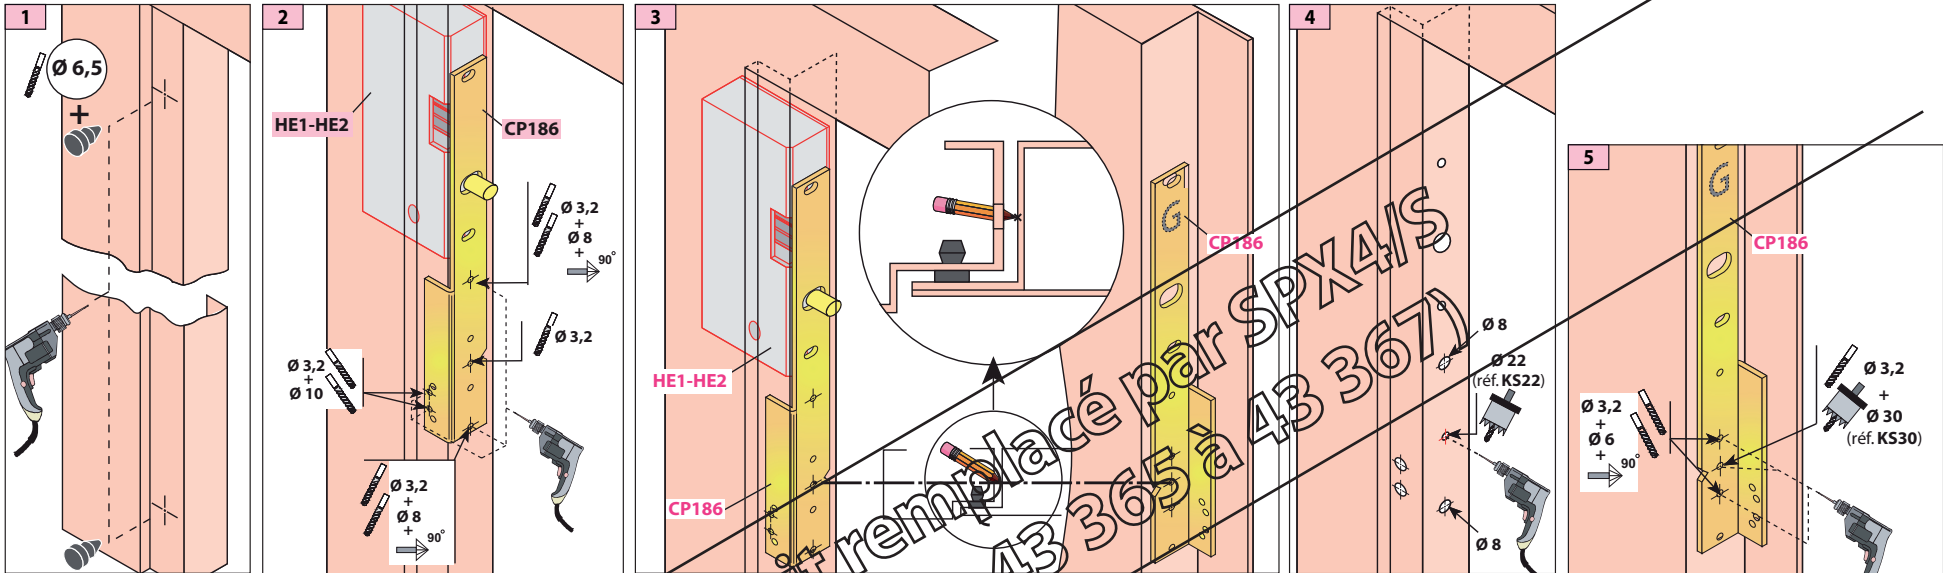 1
Ø 6,5
+
2
HE1-HE2
CP186
Ø 3,2
+
Ø 8
+
90°
Ø 3,2
Ø 3,2
+
Ø 10
Ø 3,2
+
Ø 8
+
90°
3
G
CP186
HE1-HE2
CP186
remplacé par SPX4/S
43 365 à 43 367)
4
Ø 8
Ø 22
(réf. KS22)
Ø 8
5
G
CP186
Ø 3,2
+
Ø 30
(réf. KS30)
Ø 3,2
+
Ø 6
+
90°